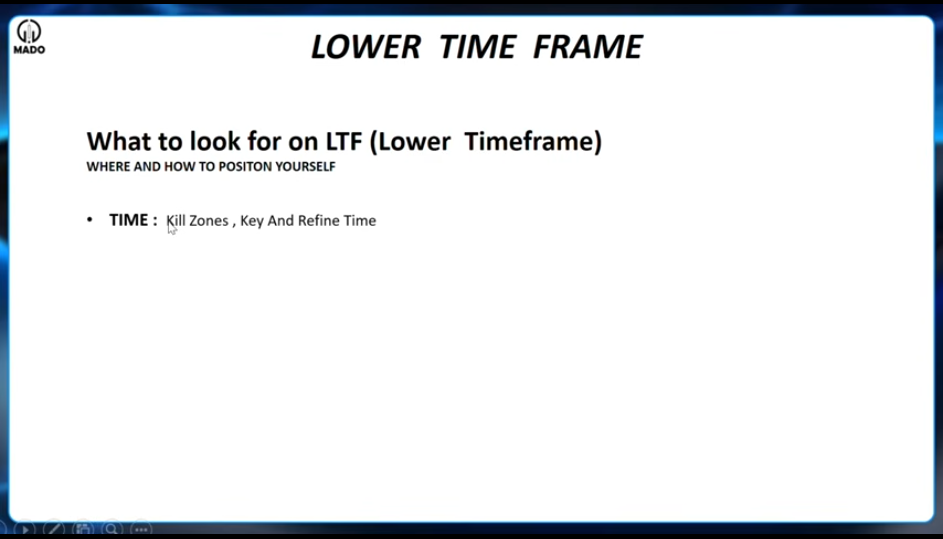 MADO
LOWER TIME FRAME
What to look for on LTF (Lower Timeframe)
WHERE AND HOW TO POSITON YOURSELF
• TIME : Kill Zones , Key And Refine Time